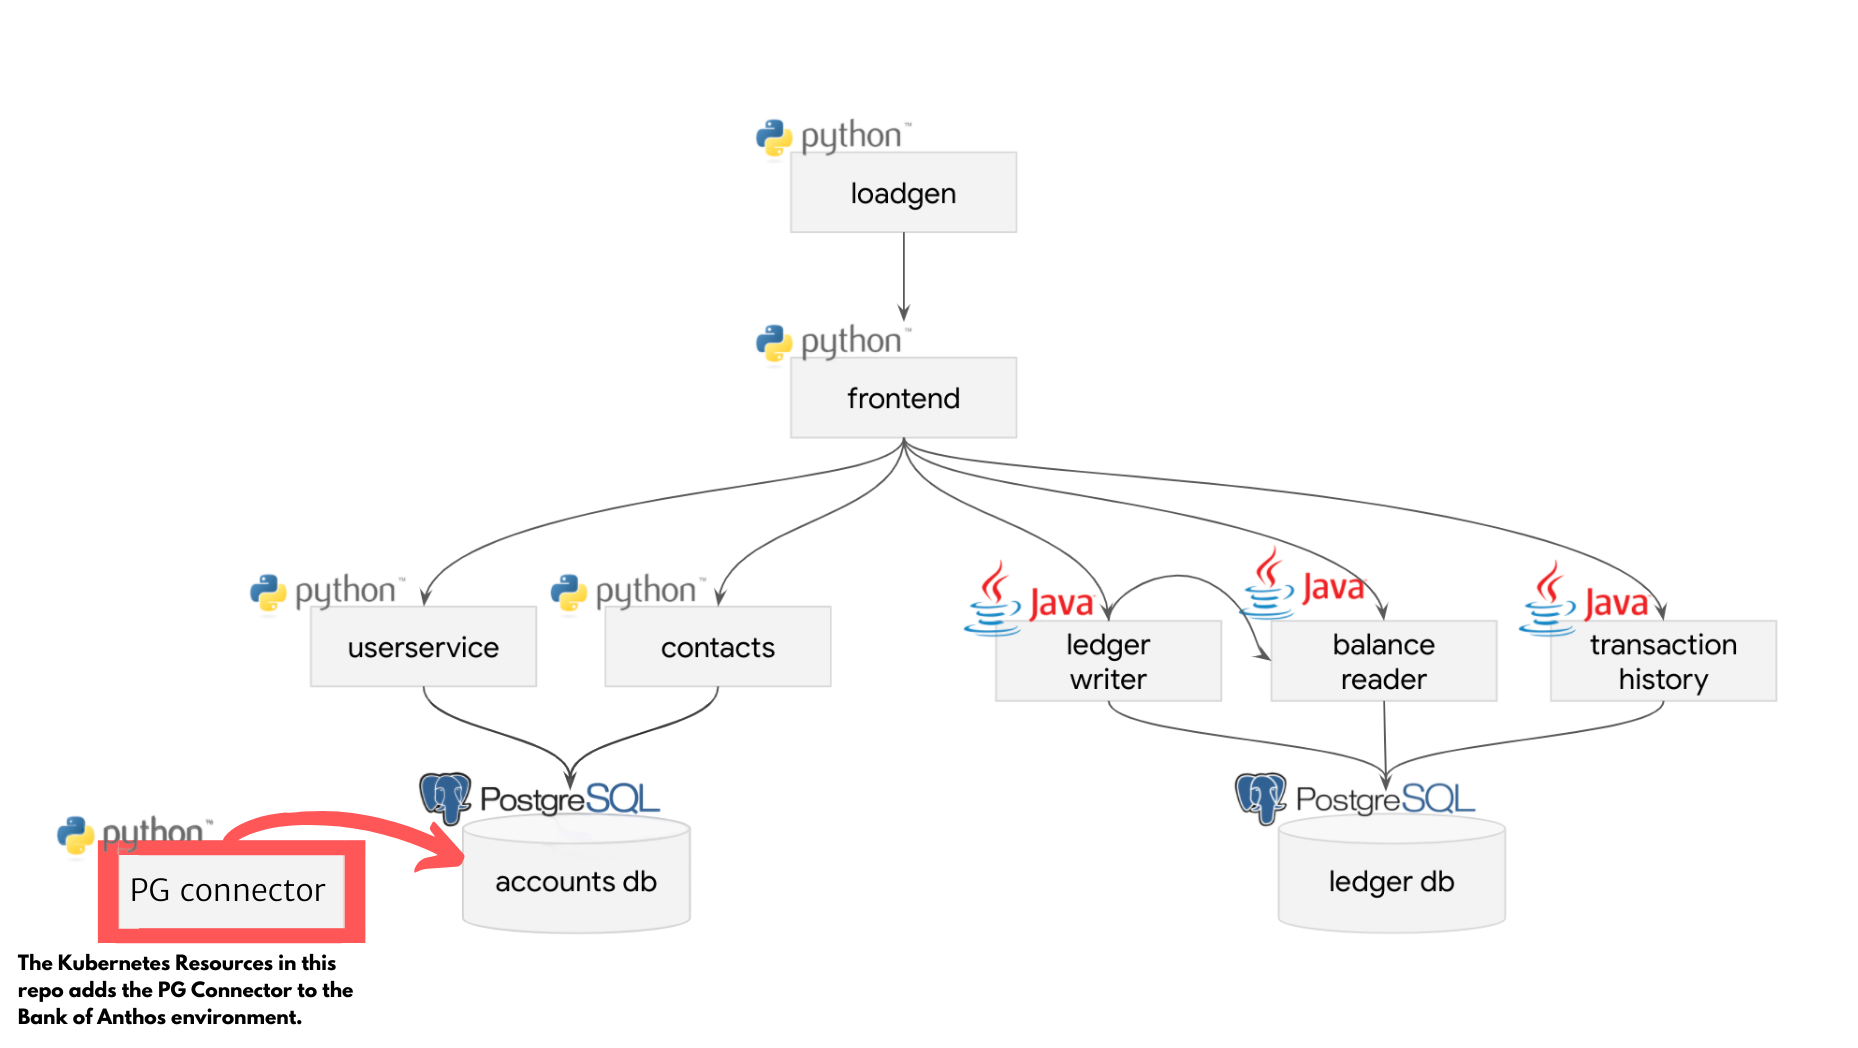 python™
loadgen
python™
frontend
python™
userservice
python™
contacts
Java
ledger
writer
Java
balance
reader
Java
transaction
history
PostgreSQL
accounts db
PostgreSQL
ledger db
python™
PG connector
The Kubernetes Resources in this
repo adds the PG Connector to the
Bank of Anthos environment.